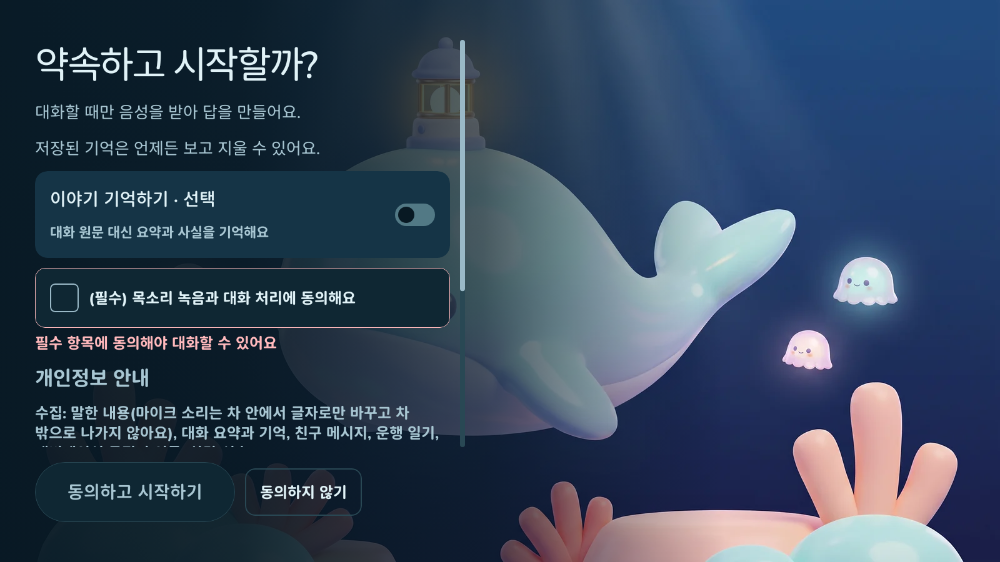 약속하고 시작할까?
대화할 때만 음성을 받아 답을 만들어요.
저장된 기억은 언제든 보고 지울 수 있어요.
이야기 기억하기 · 선택
대화 원문 대신 요약과 사실을 기억해요
(필수) 목소리 녹음과 대화 처리에 동의해요
필수 항목에 동의해야 대화할 수 있어요
개인정보 안내
수집: 말한 내용(마이크 소리는 차 안에서 글자로만 바꾸고 차
밖으로 나가지 않아요), 대화 요약과 기억, 친구 메시지, 운행 일기,
동의하고 시작하기
동의하지 않기